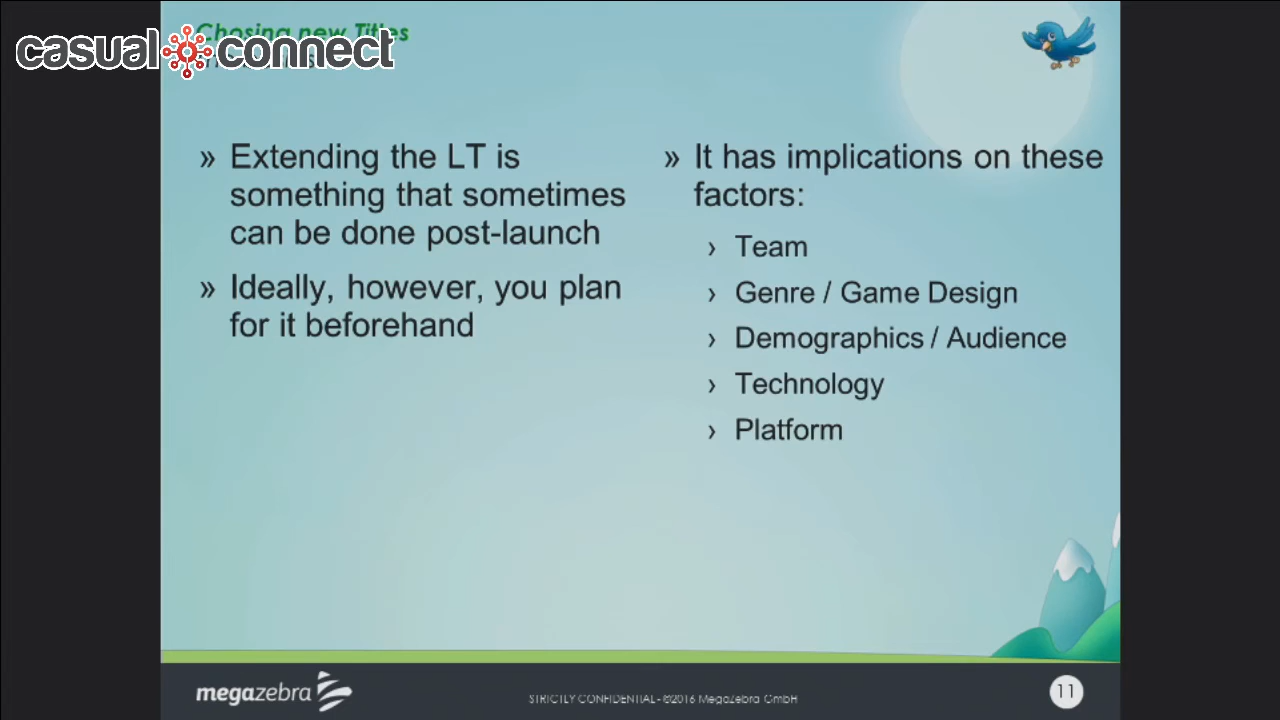 Chosing new Titles
casual connect
» Extending the LT is
something that sometimes
can be done post-launch
» Ideally, however, you plan
for it beforehand
» It has implications on these
factors:
› Team
› Genre / Game Design
› Demographics / Audience
› Technology
› Platform
megazebra
STRICTLY CONFIDENTIAL - ©2016 MegaZebra GmbH
11